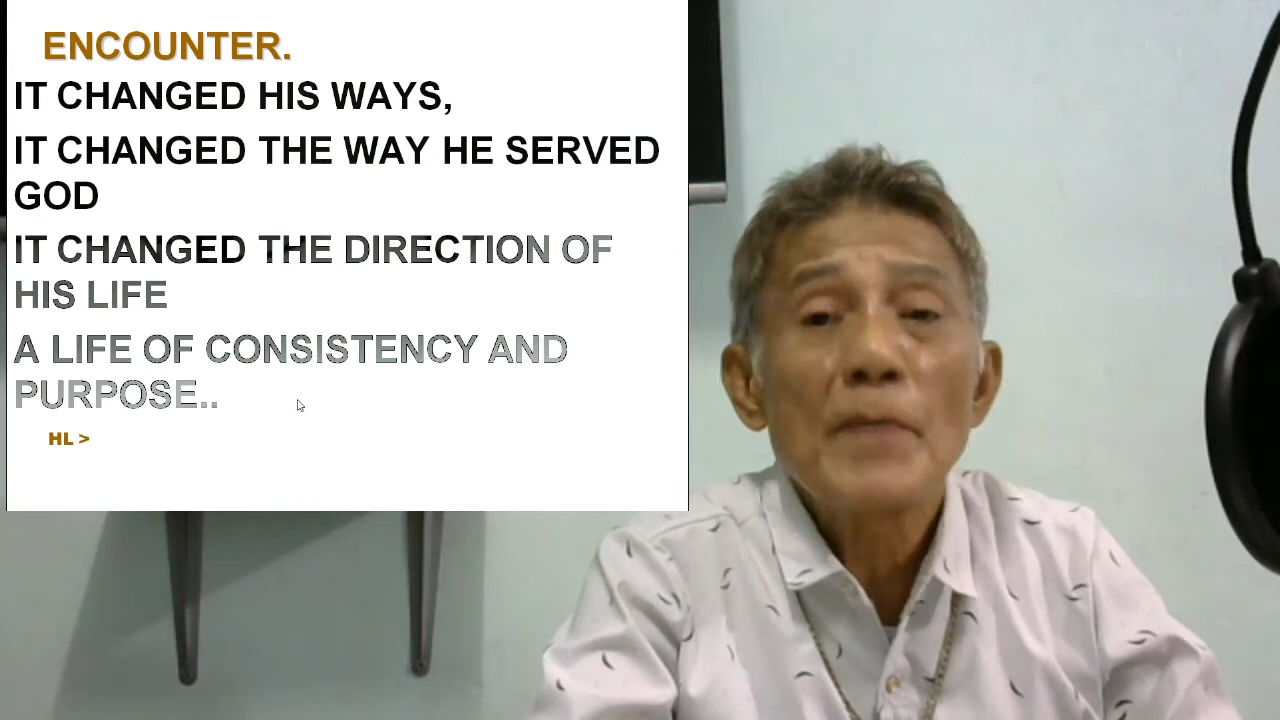 ENCOUNTER.
IT CHANGED HIS WAYS,
IT CHANGED THE WAY HE SERVED
GOD
IT CHANGED THE DIRECTION OF
HIS LIFE
A LIFE OF CONSISTENCY AND
PURPOSE..
HL >